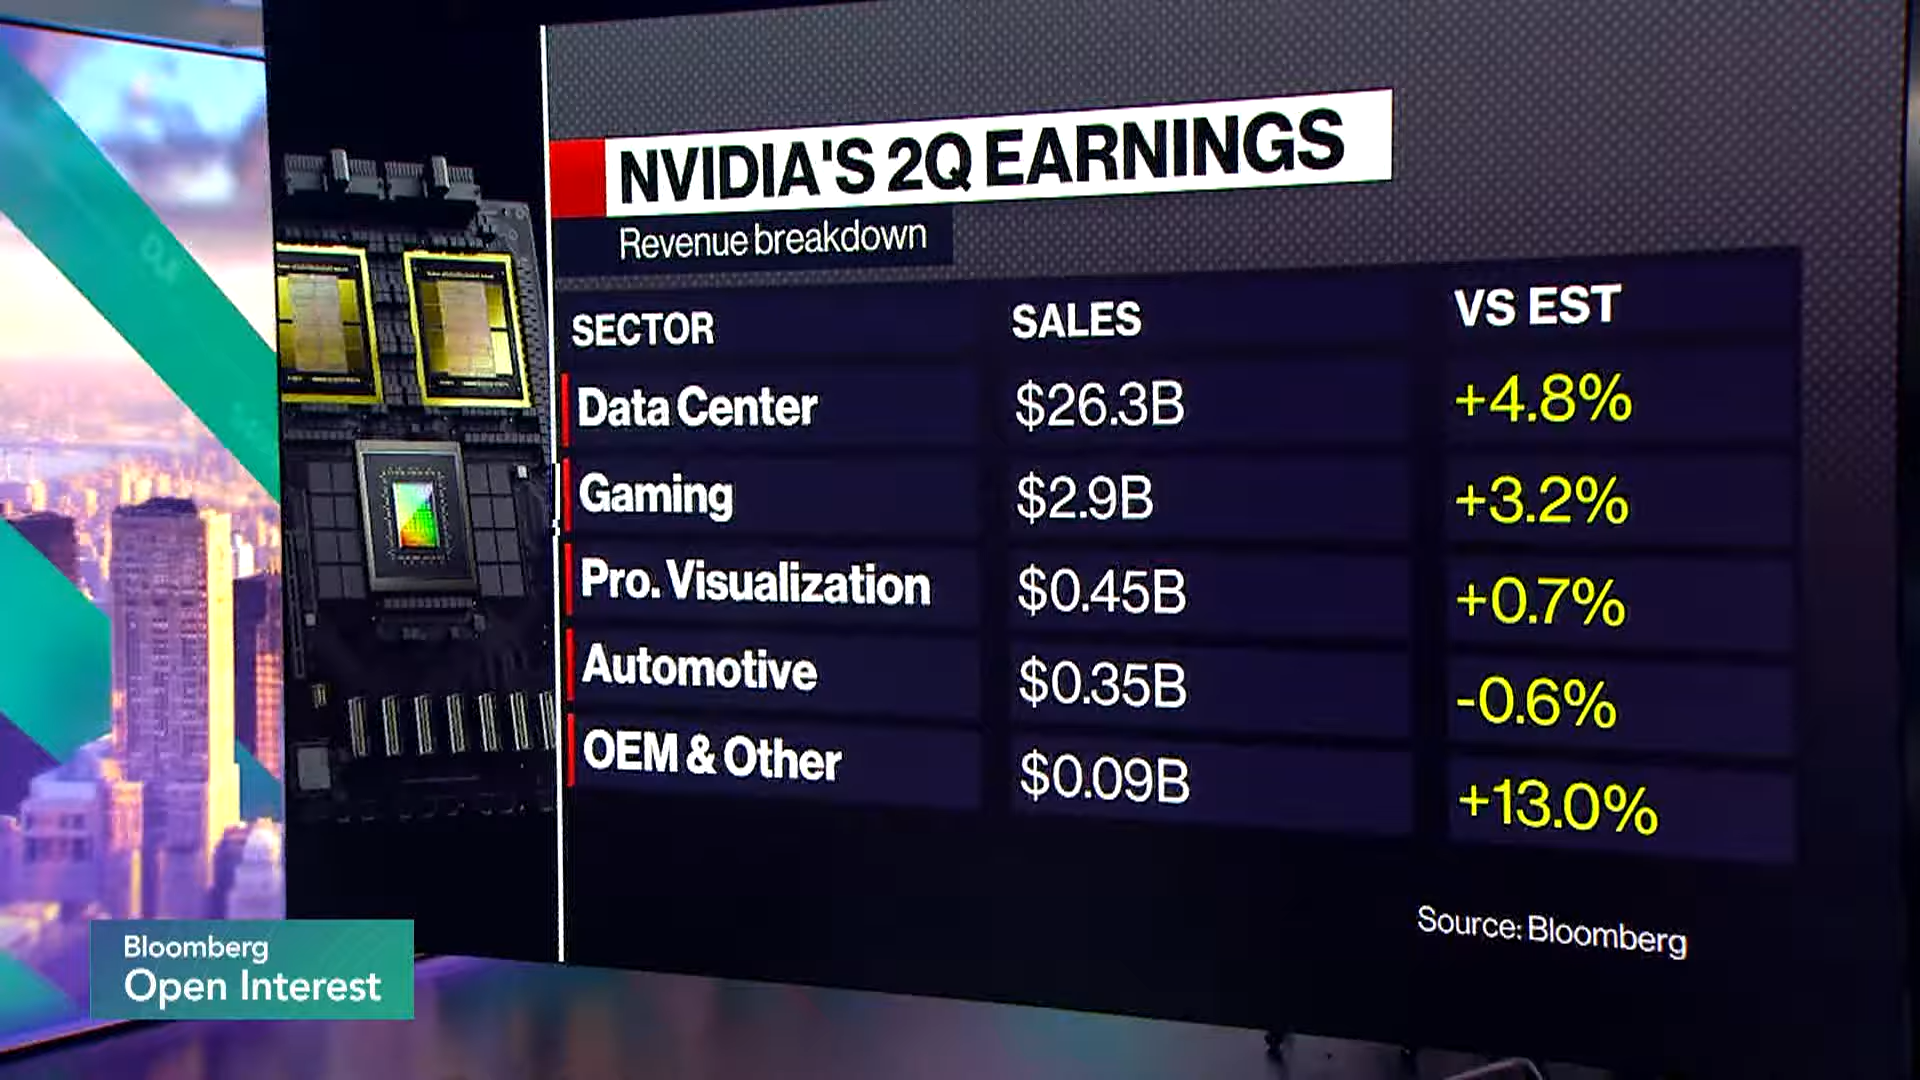 NVIDIA'S 2Q EARNINGS
Revenue breakdown
SECTOR SALES VS EST
Data Center $26.3B +4.8%
Gaming $2.9B +3.2%
Pro. Visualization $0.45B +0.7%
Automotive $0.35B -0.6%
OEM & Other $0.09B +13.0%
Source: Bloomberg
Bloomberg
Open Interest